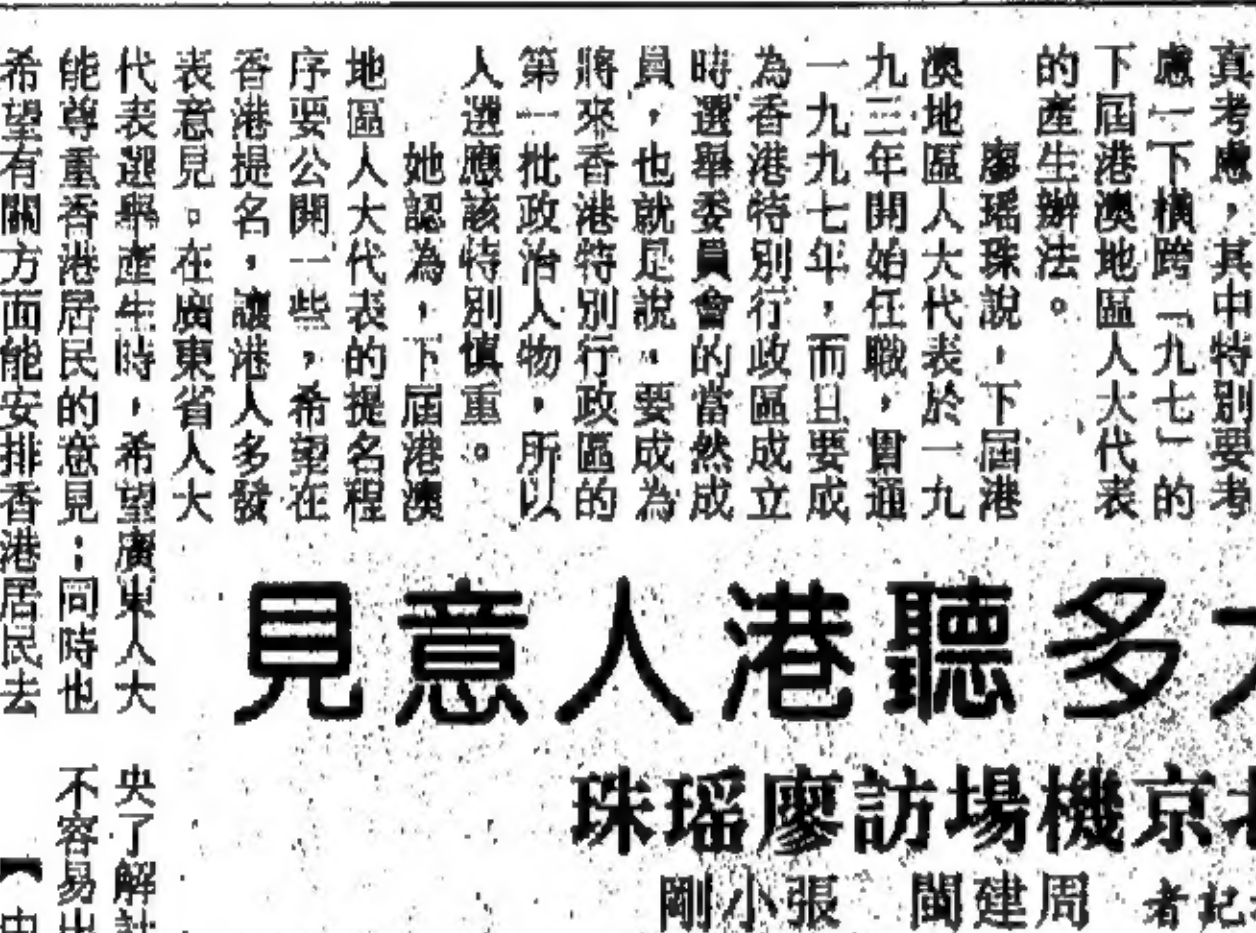 多聽港人意見
京機場訪廖瑤珠
記者 周建閩 張小剛
真考慮，其中特別要考
慮一下橫跨「九七」的
下屆港澳地區人大代表
的產生辦法。
廖瑤珠說，下屆港
澳地區人大代表於一九
九三年開始任職，貫通
一九九七年，而且要成
為香港特別行政區成立
時選舉委員會的當然成
員，也就是說，要成為
將來香港特別行政區的
第一批政治人物，所以
人選應該特別慎重。
她認為，下屆港澳
地區人大代表的提名程
序要公開一些，希望在
香港提名，讓港人多發
表意見。在廣東省人大
代表選舉產生時，希望廣東人大
能尊重香港居民的意見；同時也
希望有關方面能安排香港居民去
央了解
不容易出
【中